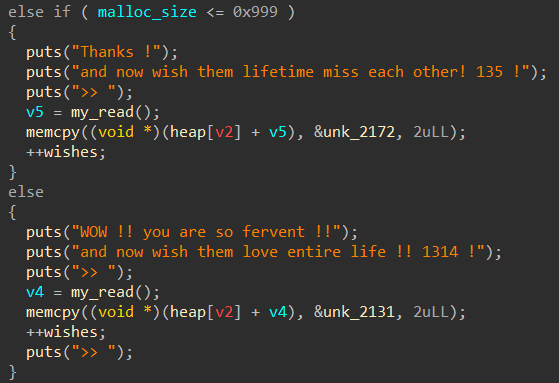 else if ( malloc_size <= 0x999 )
{
  puts("Thanks !");
  puts("and now wish them lifetime miss each other! 135 !");
  puts(">> ");
  v5 = my_read();
  memcpy((void *)(heap[v2] + v5), &unk_2172, 2uLL);
  ++wishes;
}
else
{
  puts("WOW !! you are so fervent !!");
  puts("and now wish them love entire life !! 1314 !");
  puts(">> ");
  v4 = my_read();
  memcpy((void *)(heap[v2] + v4), &unk_2131, 2uLL);
  ++wishes;
  puts(">> ");
}